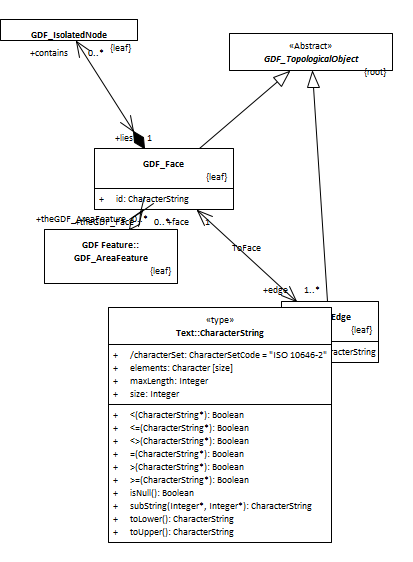 GDF_IsolatedNode
{leaf}
+contains 0..*
«Abstract»
GDF_TopologicalObject
{root}
+lies 1
GDF_Face
{leaf}
+ id: CharacterString
+theGDF_AreaFeature 0..*
+theGDF_Face 0..*
+face 1
GDF Feature::
GDF_AreaFeature
{leaf}
ToFace
+edge 1..*
Edge
{leaf}
racterString
«type»
Text::CharacterString
+ /characterSet: CharacterSetCode = "ISO 10646-2"
+ elements: Character [size]
+ maxLength: Integer
+ size: Integer
+ <(CharacterString*): Boolean
+ <=(CharacterString*): Boolean
+ <>(CharacterString*): Boolean
+ =(CharacterString*): Boolean
+ >(CharacterString*): Boolean
+ >=(CharacterString*): Boolean
+ isNull(): Boolean
+ subString(Integer*, Integer*): CharacterString
+ toLower(): CharacterString
+ toUpper(): CharacterString